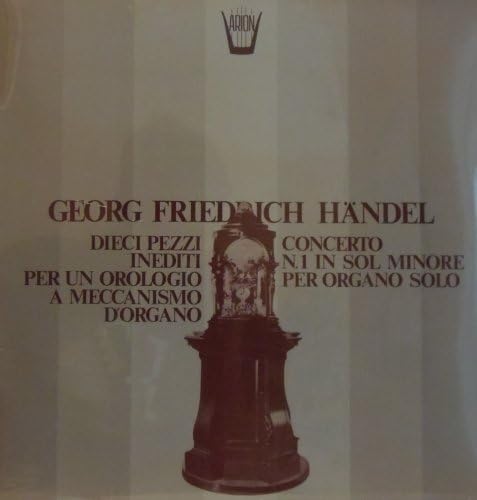 ARION
GEORG FRIEDRICH HÄNDEL
DIECI PEZZI
INEDITI
PER UN OROLOGIO
A MECCANISMO
D'ORGANO
CONCERTO
N.1 IN SOL MINORE
PER ORGANO SOLO